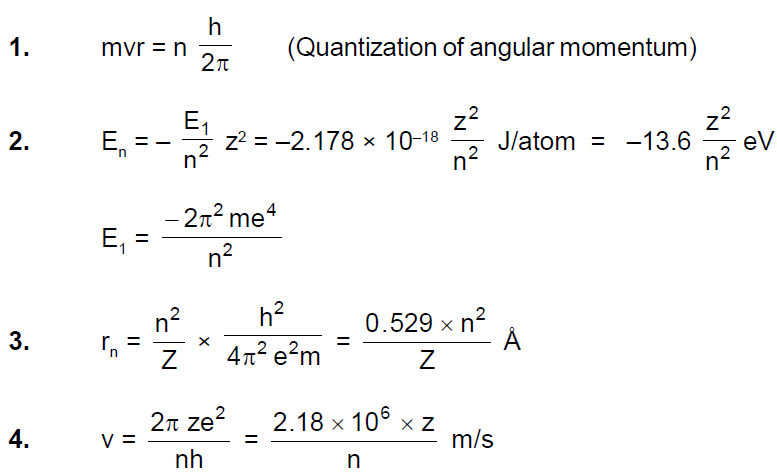 1. mvr = n h/2π (Quantization of angular momentum)
2. Eₙ = – E₁/n² z² = –2.178 × 10⁻¹⁸ z²/n² J/atom = –13.6 z²/n² eV
E₁ = – 2π² me⁴/n²
3. rₙ = n²/Z × h²/4π² e²m = 0.529 × n²/Z Å
4. v = 2π ze²/nh = 2.18 × 10⁶ × z/n m/s